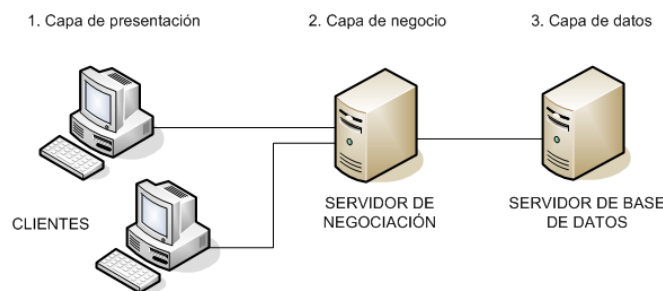 1. Capa de presentación
2. Capa de negocio
3. Capa de datos
CLIENTES
SERVIDOR DE
NEGOCIACIÓN
SERVIDOR DE BASE
DE DATOS